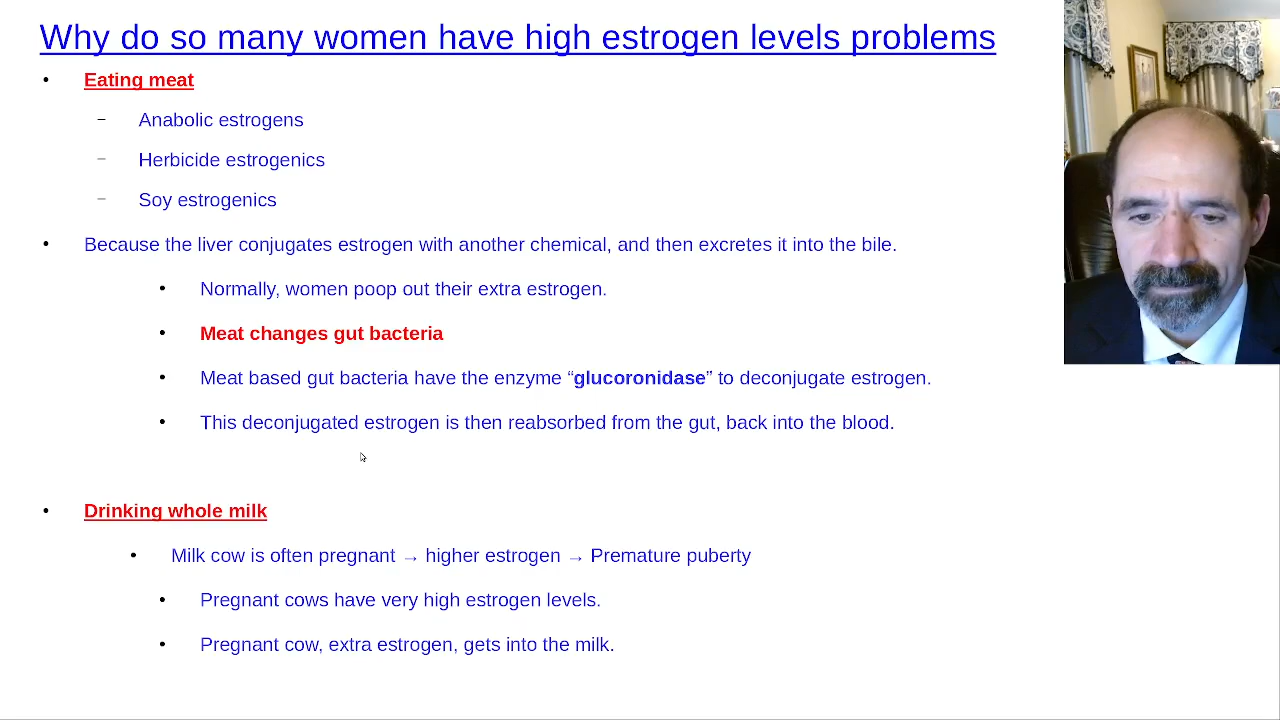 Why do so many women have high estrogen levels problems
• Eating meat
– Anabolic estrogens
– Herbicide estrogenics
– Soy estrogenics
• Because the liver conjugates estrogen with another chemical, and then excretes it into the bile.
• Normally, women poop out their extra estrogen.
• Meat changes gut bacteria
• Meat based gut bacteria have the enzyme “glucoronidase” to deconjugate estrogen.
• This deconjugated estrogen is then reabsorbed from the gut, back into the blood.
• Drinking whole milk
• Milk cow is often pregnant → higher estrogen → Premature puberty
• Pregnant cows have very high estrogen levels.
• Pregnant cow, extra estrogen, gets into the milk.